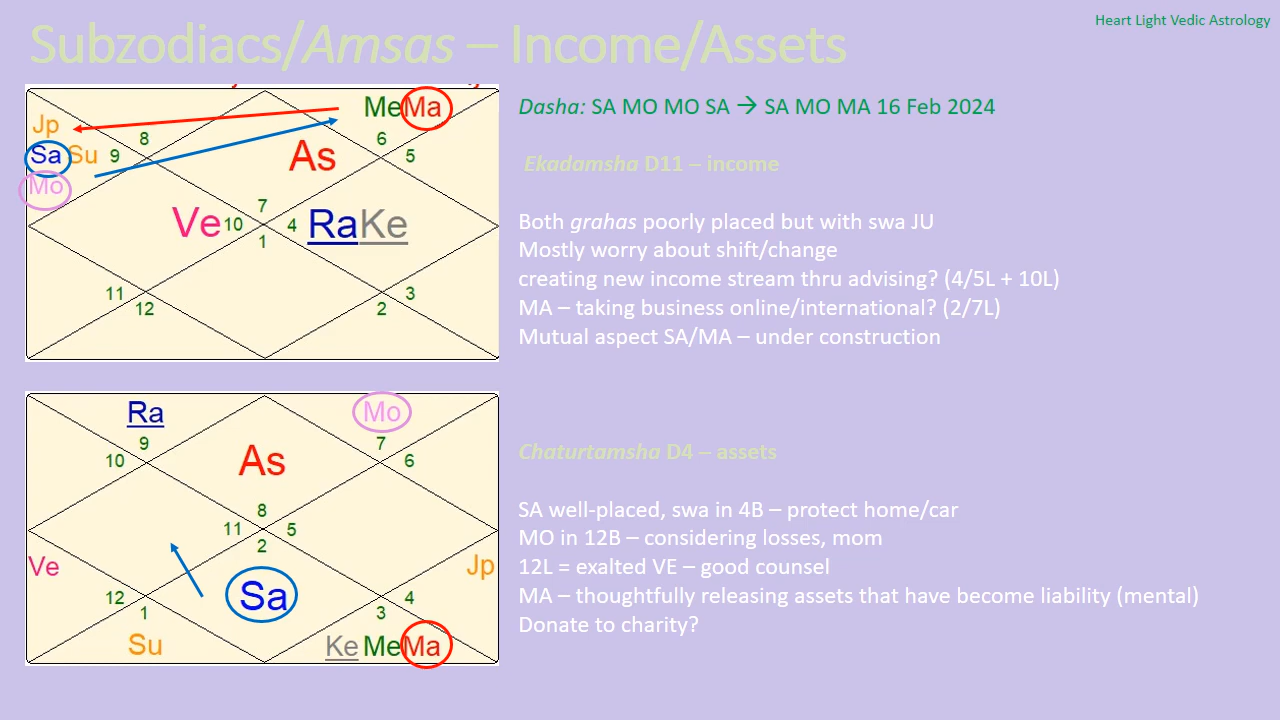 Heart Light Vedic Astrology
Subzodiacs/Amsas – Income/Assets
Dasha: SA MO MO SA → SA MO MA 16 Feb 2024
Me Ma
Jp
8
6
Sa Su 9
As
5
Mo
7
Ve 10
4 Ra Ke
1
11
3
12
2
Ekadamsha D11 – income
Both grahas poorly placed but with swa JU
Mostly worry about shift/change
creating new income stream thru advising? (4/5L + 10L)
MA – taking business online/international? (2/7L)
Mutual aspect SA/MA – under construction
Ra
Mo
9
7
10
As
6
8
11
5
2
Ve
Jp
Sa
12
4
1
3
Su
Ke Me Ma
Chaturtamsha D4 – assets
SA well-placed, swa in 4B – protect home/car
MO in 12B – considering losses, mom
12L = exalted VE – good counsel
MA – thoughtfully releasing assets that have become liability (mental)
Donate to charity?